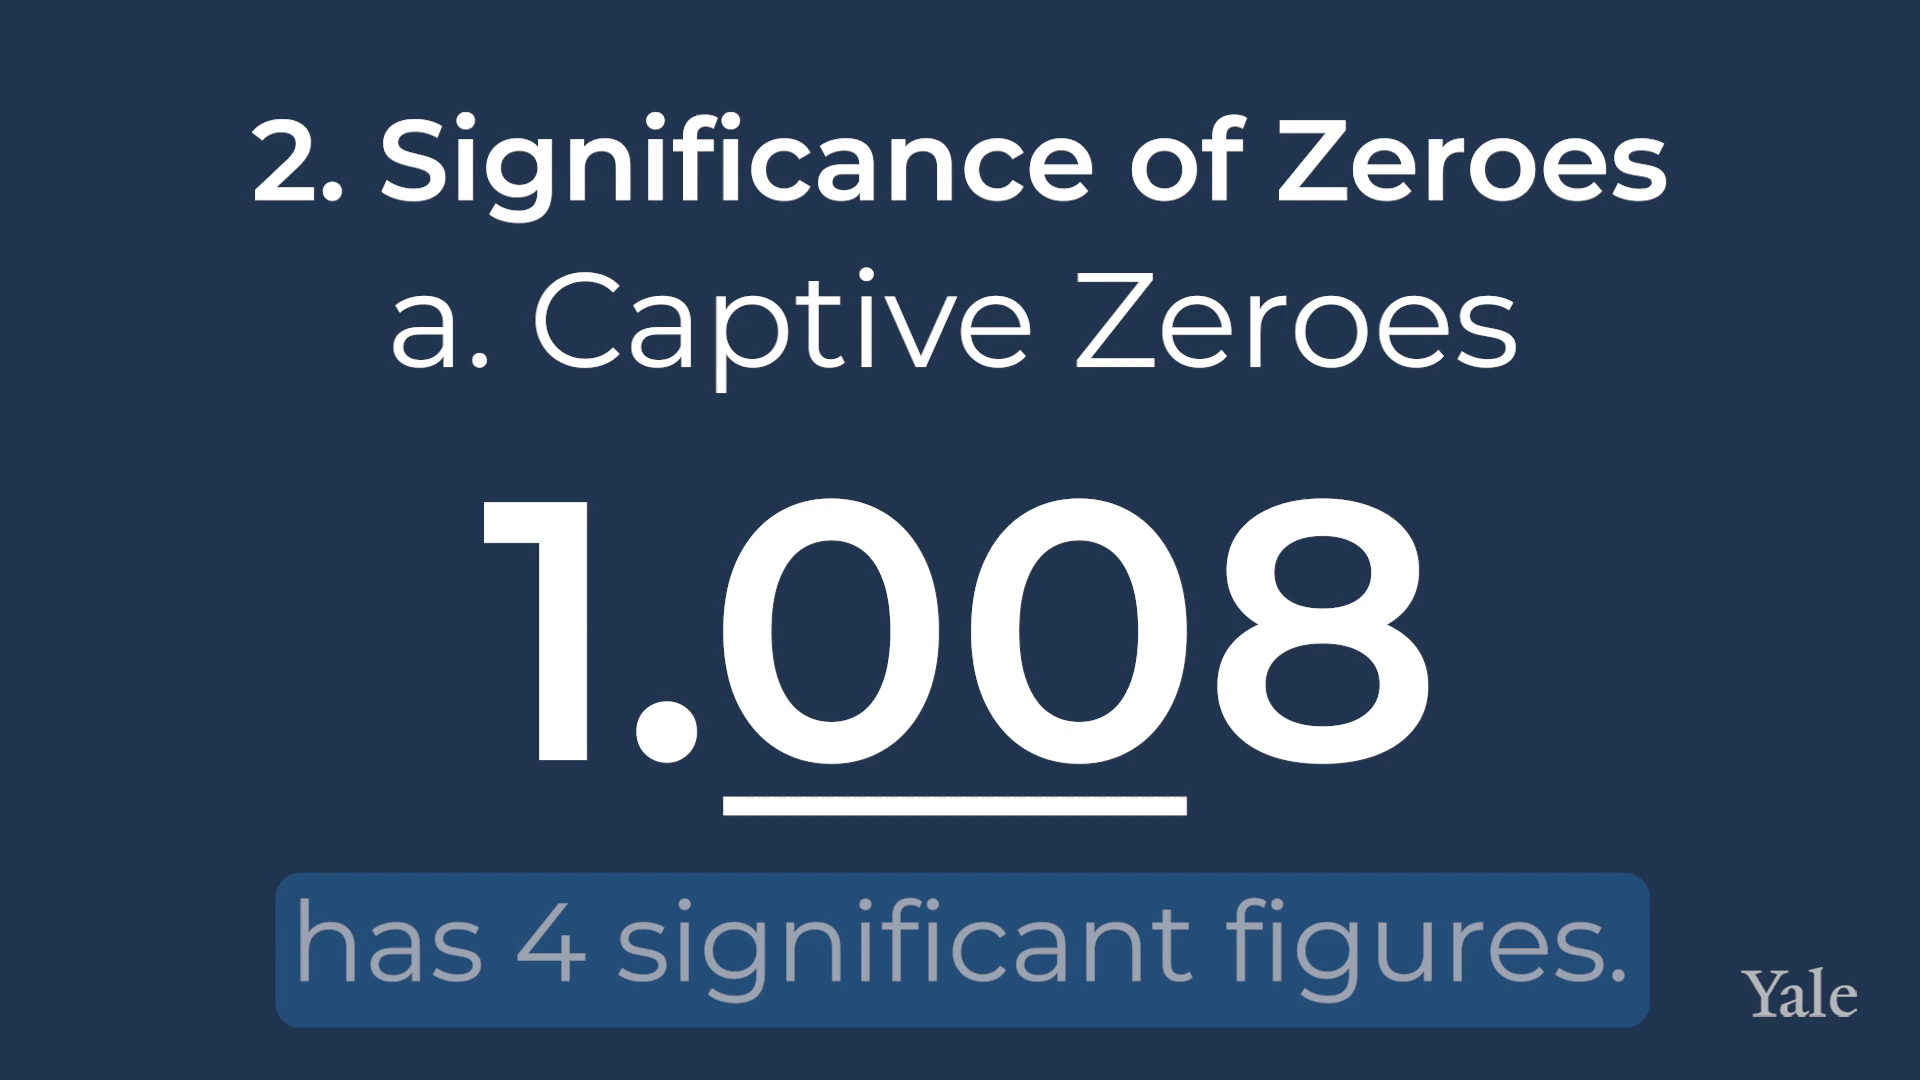 2. Significance of Zeroes
a. Captive Zeroes
1.008
has 4 significant figures.
Yale